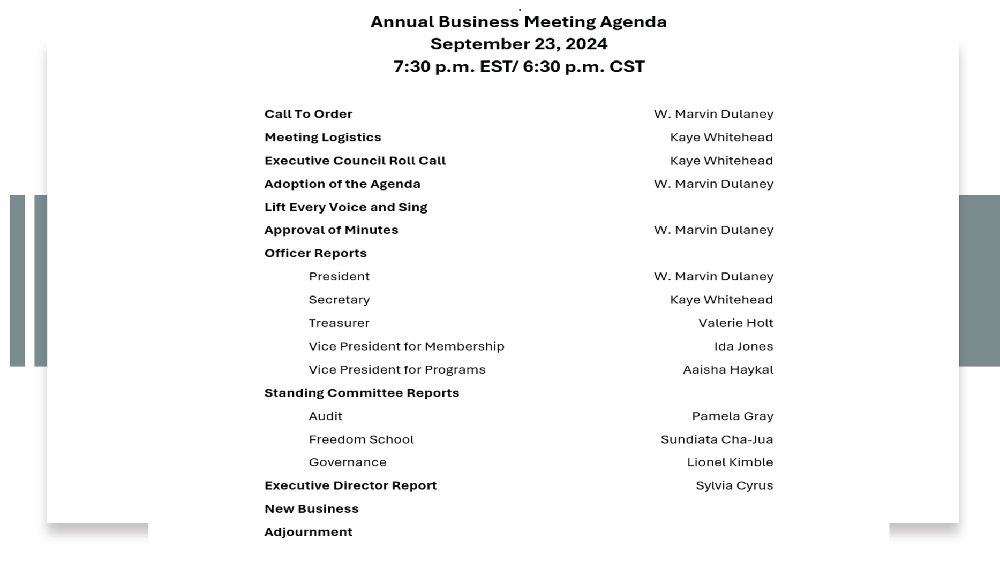 Annual Business Meeting Agenda
September 23, 2024
7:30 p.m. EST/ 6:30 p.m. CST
Call To Order W. Marvin Dulaney
Meeting Logistics Kaye Whitehead
Executive Council Roll Call Kaye Whitehead
Adoption of the Agenda W. Marvin Dulaney
Lift Every Voice and Sing
Approval of Minutes W. Marvin Dulaney
Officer Reports
President W. Marvin Dulaney
Secretary Kaye Whitehead
Treasurer Valerie Holt
Vice President for Membership Ida Jones
Vice President for Programs Aaisha Haykal
Standing Committee Reports
Audit Pamela Gray
Freedom School Sundiata Cha-Jua
Governance Lionel Kimble
Executive Director Report Sylvia Cyrus
New Business
Adjournment